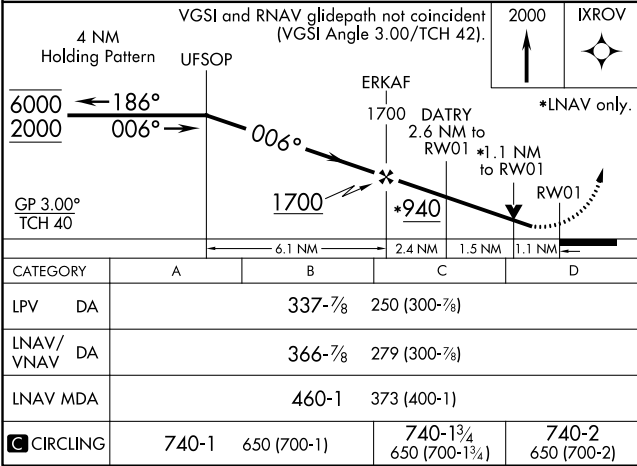 VGSI and RNAV glidepath not coincident
(VGSI Angle 3.00/TCH 42).
2000
IXROV
4 NM
Holding Pattern
UFSOP
ERKAF
1700
*LNAV only.
6000
2000
186°
006°
006°
DATRY
2.6 NM to
RW01
*1.1 NM
to RW01
RW01
1700
*940
GP 3.00°
TCH 40
6.1 NM
2.4 NM
1.5 NM
1.1 NM
CATEGORY A B C D
LPV DA 337-⅞ 250 (300-⅞)
LNAV/
VNAV DA 366-⅞ 279 (300-⅞)
LNAV MDA 460-1 373 (400-1)
C CIRCLING 740-1 650 (700-1)
740-1¾
650 (700-1¾)
740-2
650 (700-2)